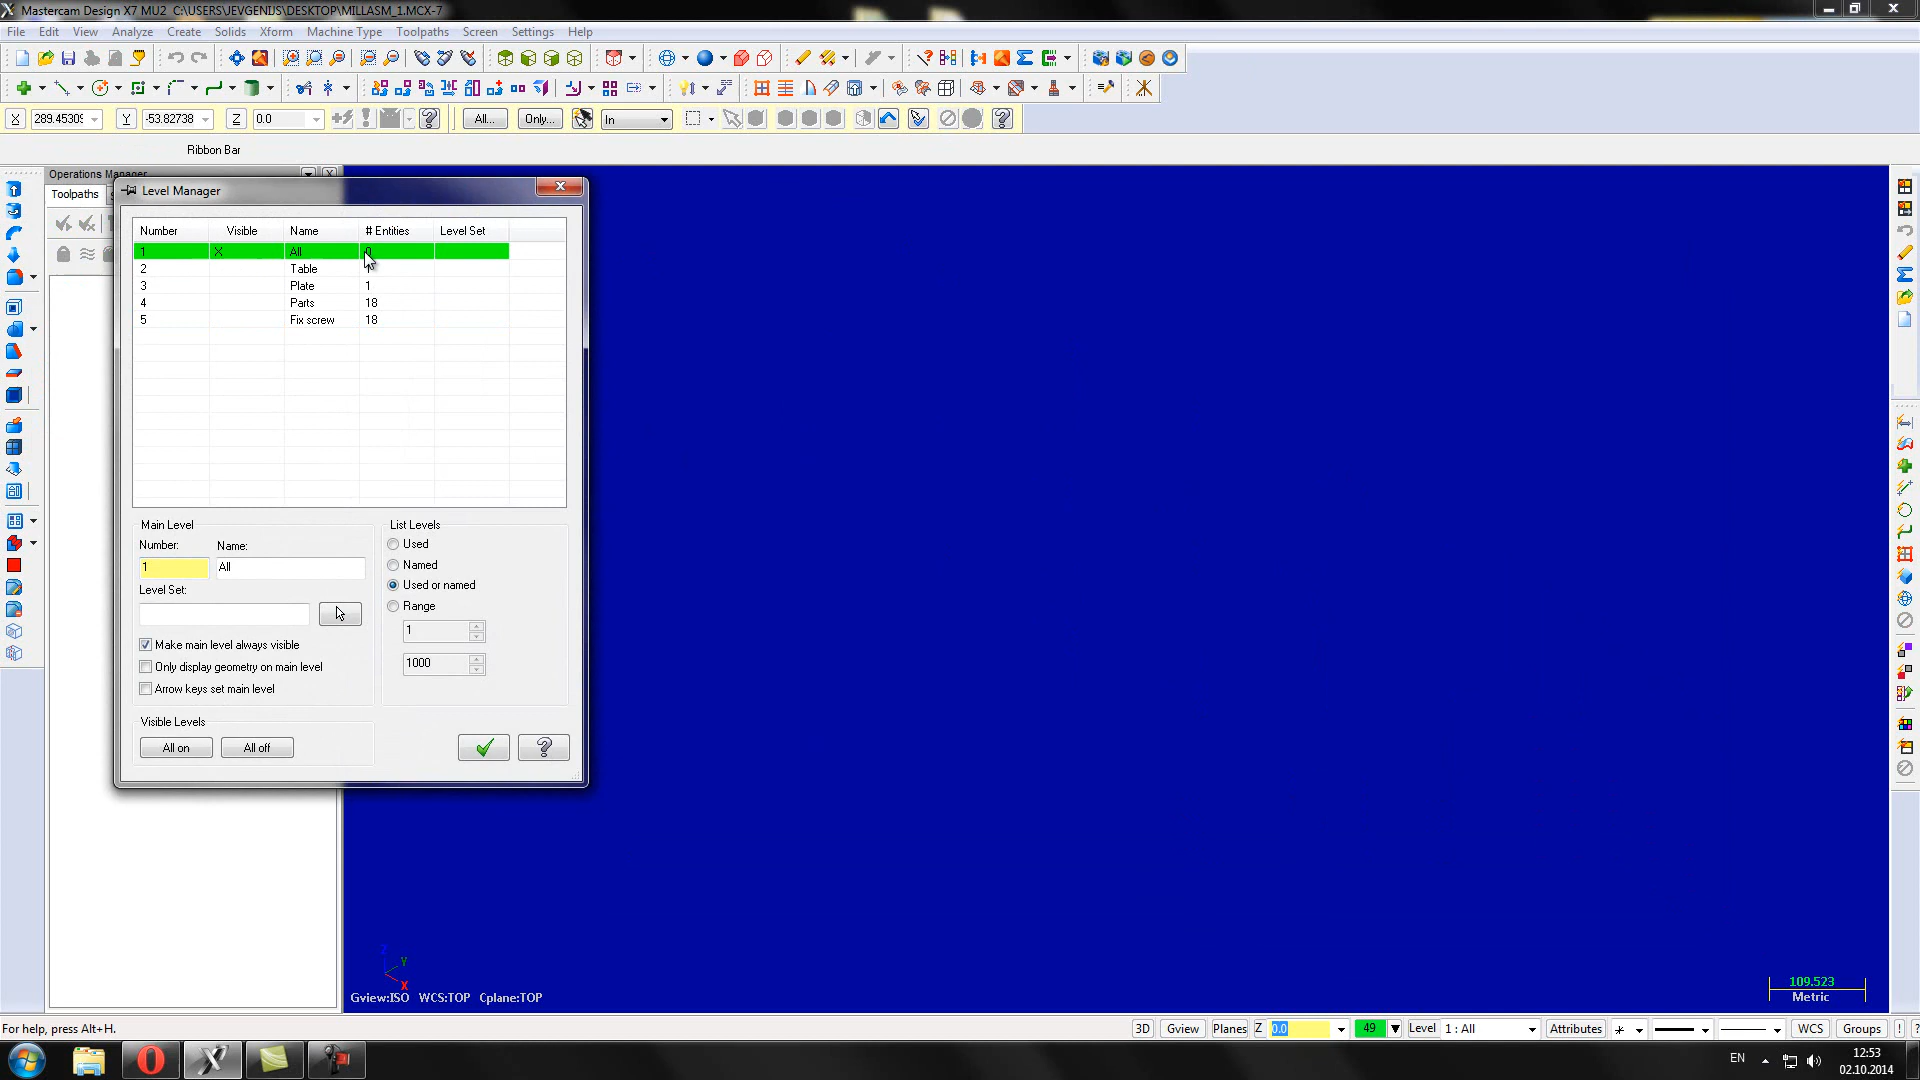 Mastercam Design X7 MU2  C:\USERS\JEVGENIJS\DESKTOP\MILLASM_1.MCX-7
File Edit View Analyze Create Solids Xform Machine Type Toolpaths Screen Settings Help
X 289.45309 Y -53.82738 Z 0.0 All... Only... In
Ribbon Bar
Operations Manager
Toolpaths
Level Manager
Number Visible Name # Entities Level Set
1 X All 0
2 Table 1
3 Plate 1
4 Parts 18
5 Fix screw 18
Main Level
Number: Name:
1 All
Level Set:
Make main level always visible
Only display geometry on main level
Arrow keys set main level
List Levels
Used
Named
Used or named
Range
1
1000
Visible Levels
All on All off
Z
Y
X
Gview:ISO WCS:TOP Cplane:TOP
109.523
Metric
For help, press Alt+H.
3D Gview Planes Z 0.0 49 Level 1 : All Attributes WCS Groups ! ?
EN 12:53
02.10.2014